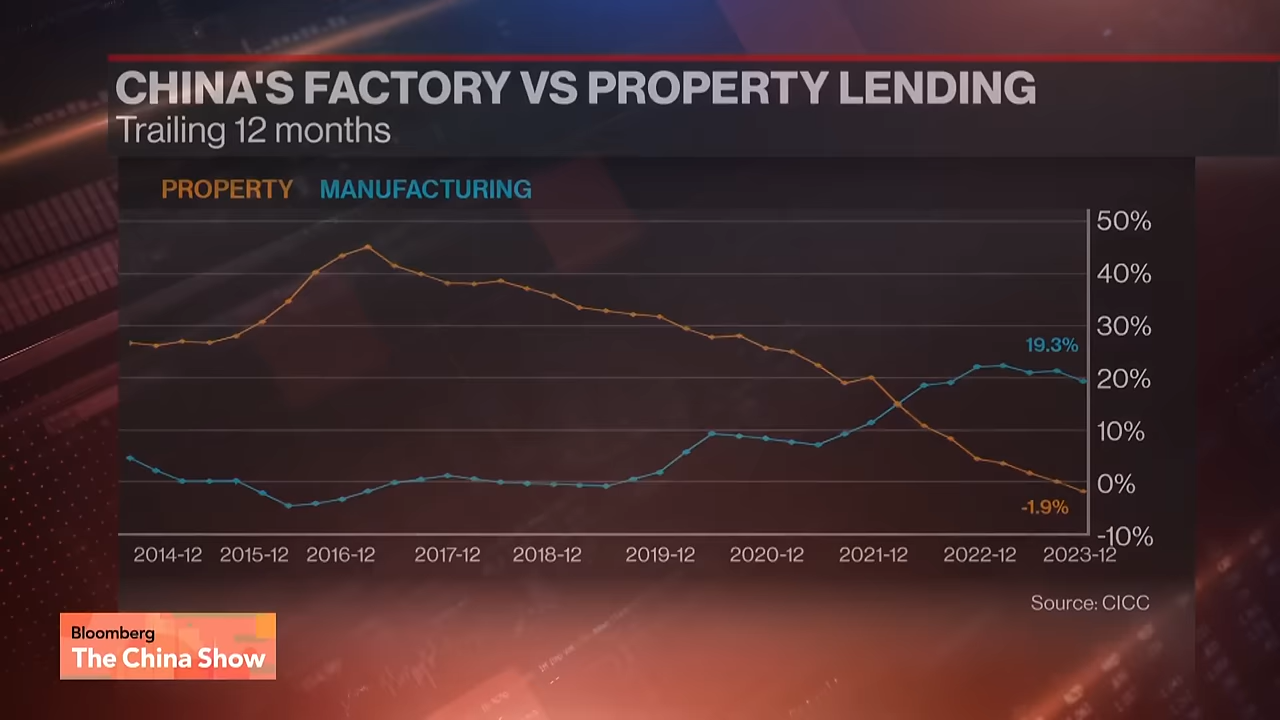 CHINA'S FACTORY VS PROPERTY LENDING
Trailing 12 months
PROPERTY MANUFACTURING
50%
40%
30%
19.3%
20%
10%
0%
-1.9%
-10%
2014-12 2015-12 2016-12 2017-12 2018-12 2019-12 2020-12 2021-12 2022-12 2023-12
Source: CICC
Bloomberg
The China Show